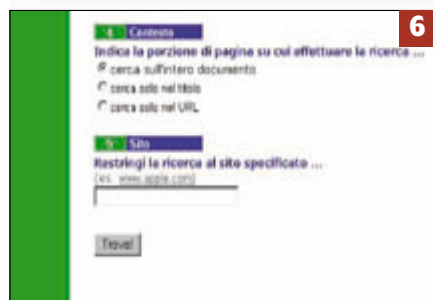 6
4 Contesto
Indica la porzione di pagina su cui effettuare la ricerca ...
cerca sull'intero documento
cerca solo nel titolo
cerca solo nel URL
5 Sito
Restringi la ricerca al sito specificato ...
(es. www.apple.com)
Trova!